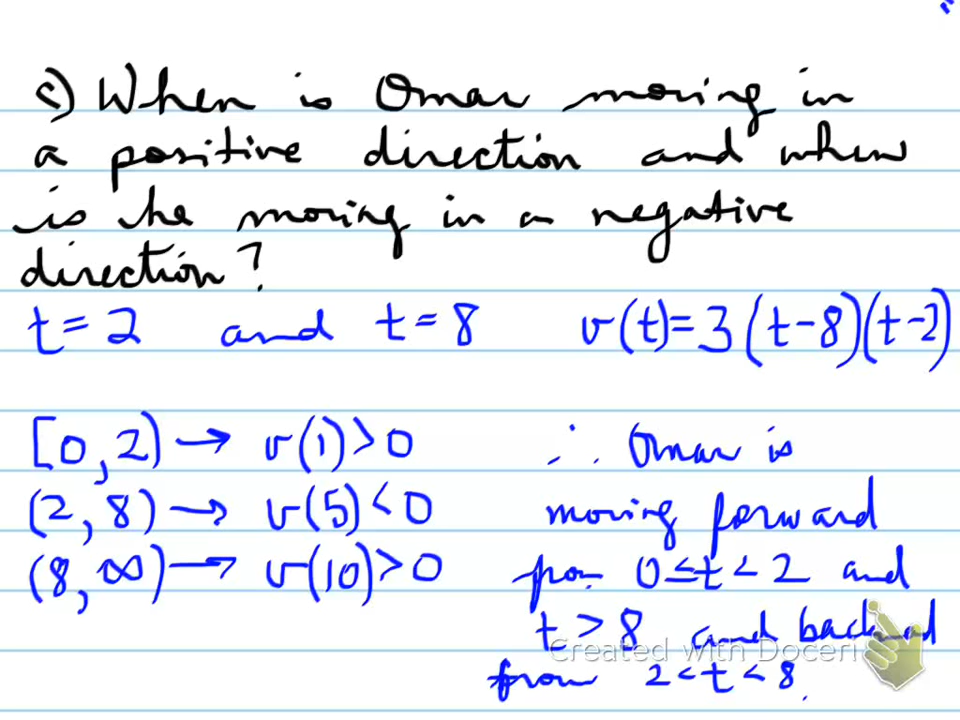 c) When is Omar moving in
a positive direction and when
is he moving in a negative
direction?
t = 2 and t = 8 v(t) = 3(t-8)(t-2)
[0, 2) → v(1) > 0
(2, 8) → v(5) < 0
(8, ∞) → v(10) > 0
∴ Omar is
moving forward
from 0 ≤ t < 2 and
t > 8 and backward
from 2 < t < 8.
Created with Doceri